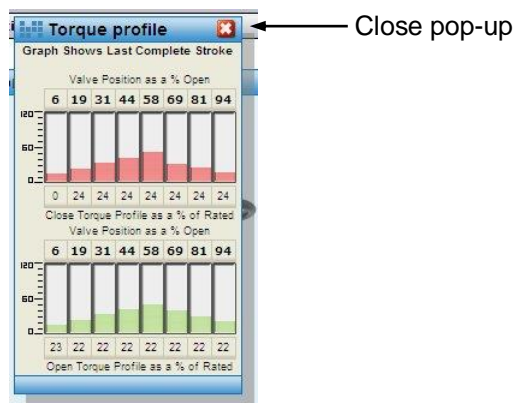 Torque profile
Close pop-up
Graph Shows Last Complete Stroke
Valve Position as a % Open
6 19 31 44 58 69 81 94
120
60
0
0 24 24 24 24 24 24 24
Close Torque Profile as a % of Rated
Valve Position as a % Open
6 19 31 44 58 69 81 94
120
60
0
23 22 22 22 22 22 22 22
Open Torque Profile as a % of Rated